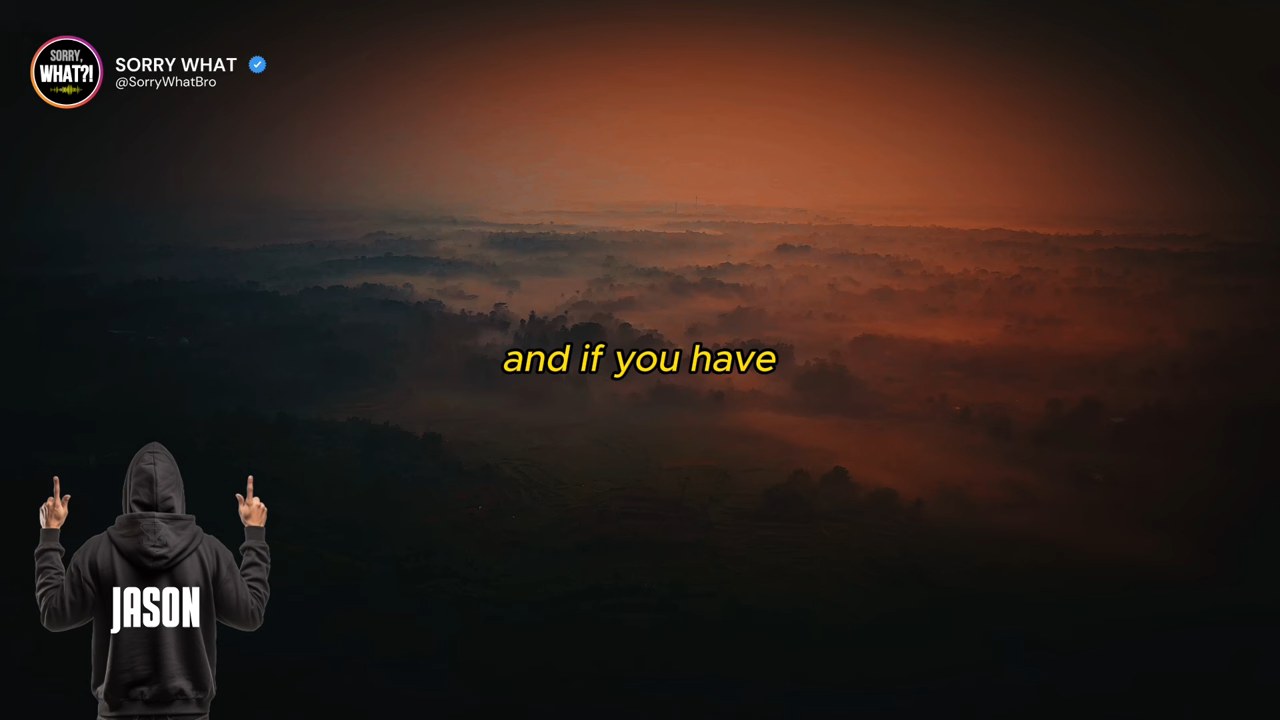 SORRY,
WHAT?!
SORRY WHAT
@SorryWhatBro
and if you have
JASON